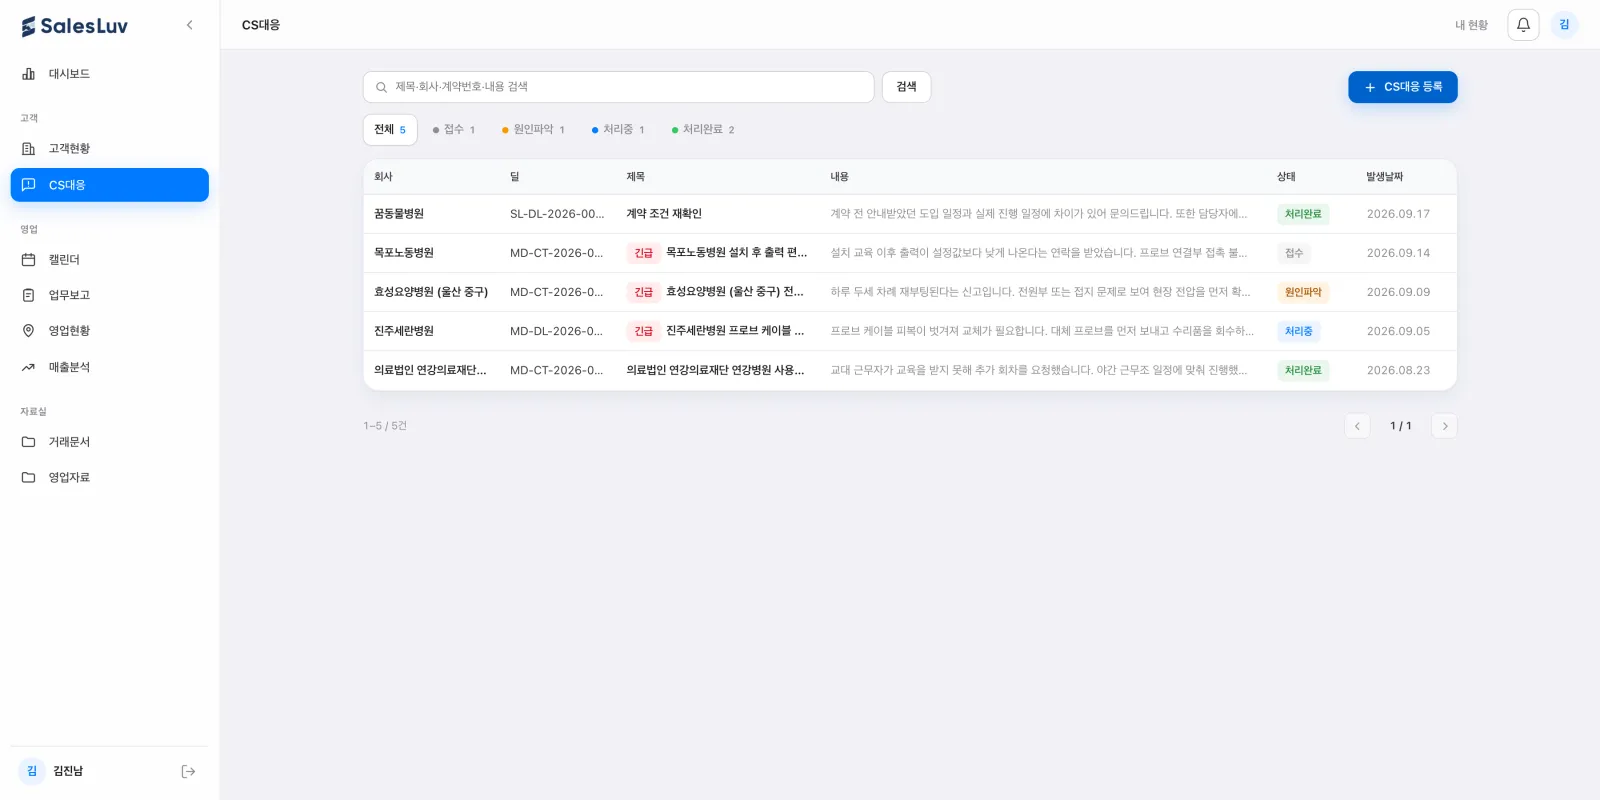 SalesLuv
대시보드
고객
고객현황
CS대응
영업
캘린더
업무보고
영업현황
매출분석
자료실
거래문서
영업자료
김 김진남
CS대응
내 현황 김
제목·회사·계약번호·내용 검색 검색 + CS대응 등록
전체 5 접수 1 원인파악 1 처리중 1 처리완료 2
회사 딜 제목 내용 상태 발생날짜
꿈동물병원 SL-DL-2026-00... 계약 조건 재확인 계약 전 안내받았던 도입 일정과 실제 진행 일정에 차이가 있어 문의드립니다. 또한 담당자에... 처리완료 2026.09.17
목포노동병원 MD-CT-2026-0... 긴급 목포노동병원 설치 후 출력 편... 설치 교육 이후 출력이 설정값보다 낮게 나온다는 연락을 받았습니다. 프로브 연결부 접촉 불... 접수 2026.09.14
효성요양병원 (울산 중구) MD-CT-2026-0... 긴급 효성요양병원 (울산 중구) 전... 하루 두세 차례 재부팅된다는 신고입니다. 전원부 또는 접지 문제로 보여 현장 전압을 먼저 확... 원인파악 2026.09.09
진주세란병원 MD-DL-2026-0... 긴급 진주세란병원 프로브 케이블 ... 프로브 케이블 피복이 벗겨져 교체가 필요합니다. 대체 프로브를 먼저 보내고 수리품을 회수하... 처리중 2026.09.05
의료법인 연강의료재단... MD-CT-2026-0... 의료법인 연강의료재단 연강병원 사용... 교대 근무자가 교육을 받지 못해 추가 회차를 요청했습니다. 야간 근무조 일정에 맞춰 진행했... 처리완료 2026.08.23
1–5 / 5건 1 / 1